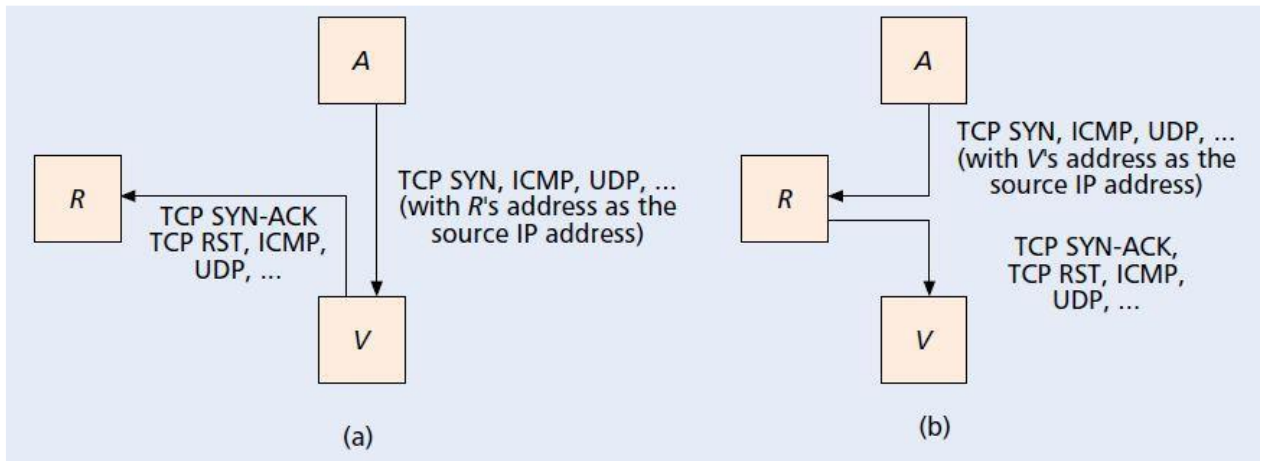 A
R
TCP SYN-ACK
TCP RST, ICMP,
UDP, ...
TCP SYN, ICMP, UDP, ...
(with R's address as the
source IP address)
V
(a)
A
TCP SYN, ICMP, UDP, ...
(with V's address as the
source IP address)
R
TCP SYN-ACK,
TCP RST, ICMP,
UDP, ...
V
(b)